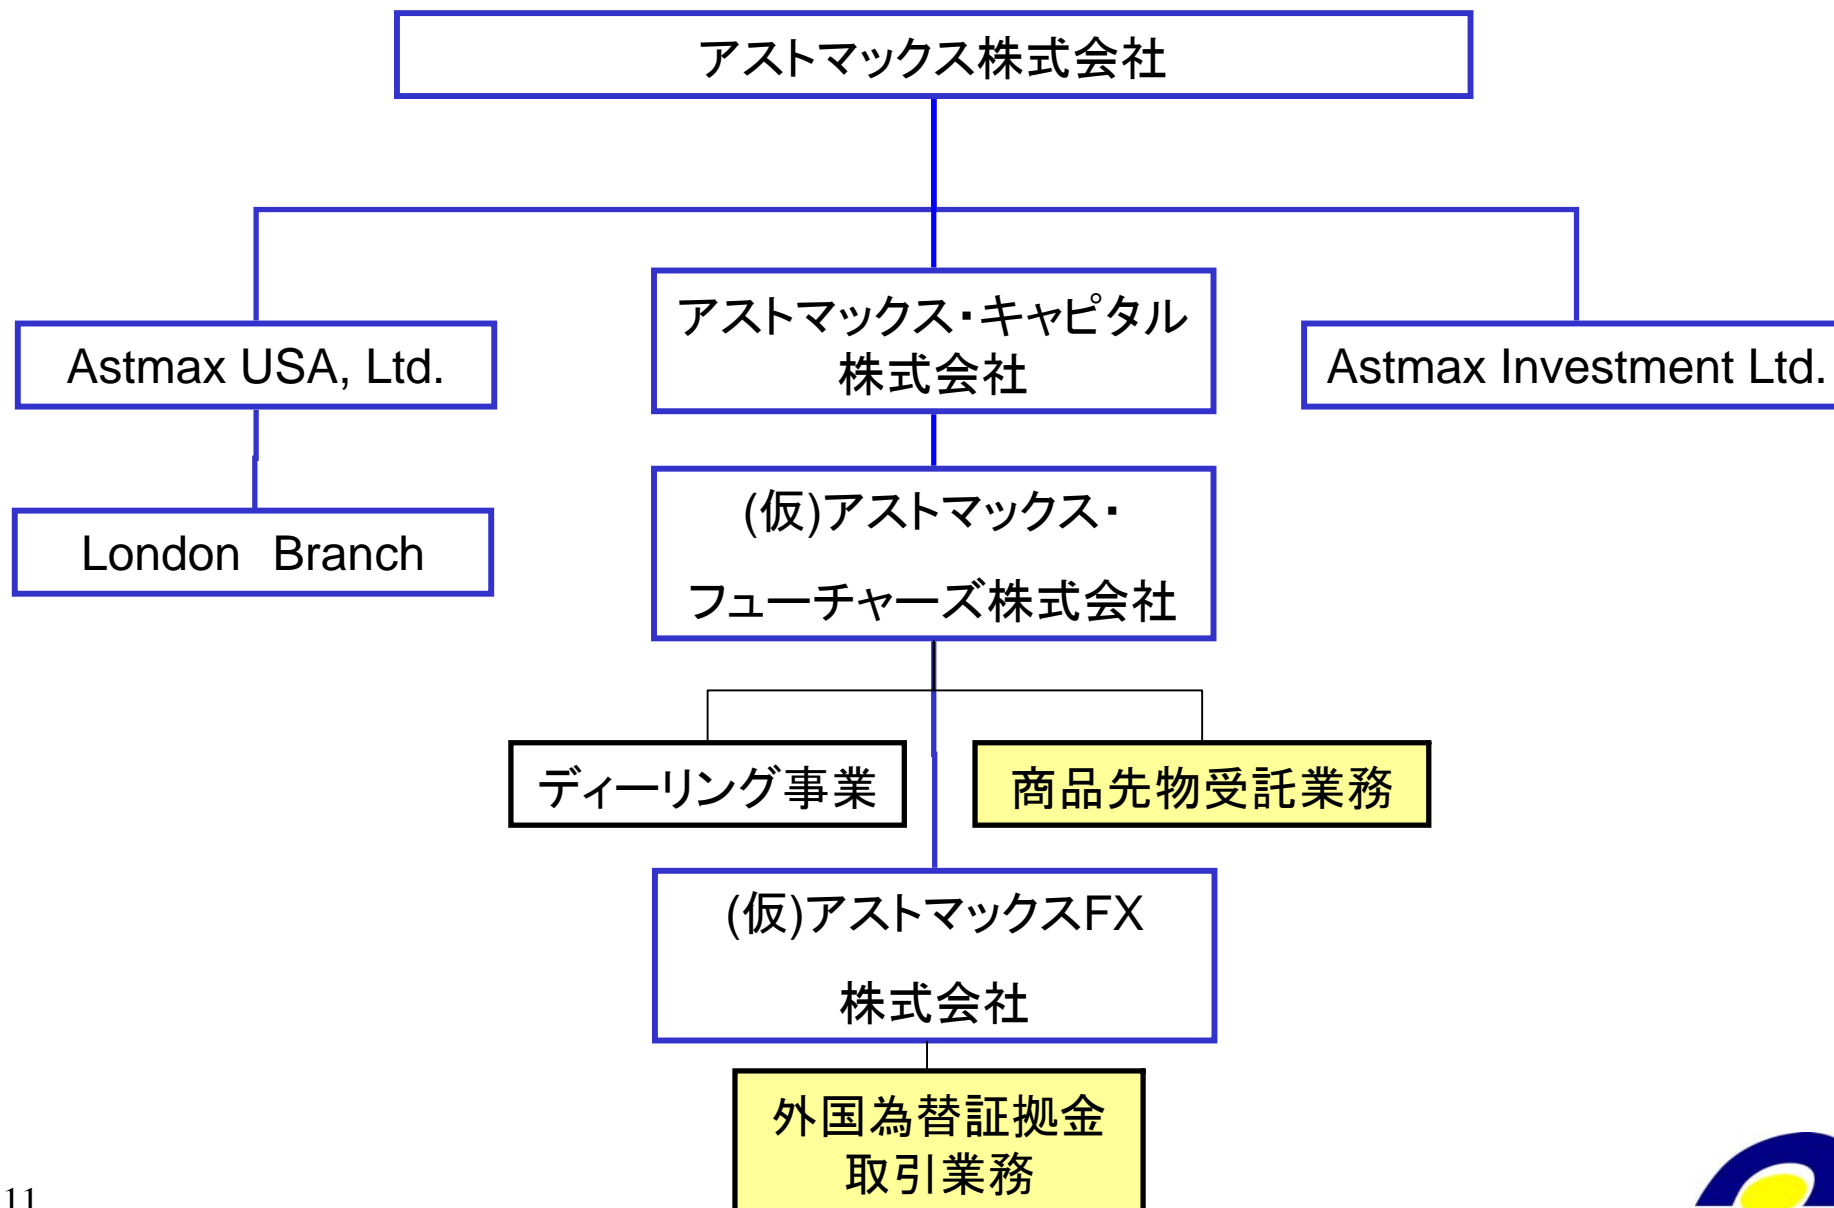 アストマックス株式会社
アストマックス・キャピタル
株式会社
Astmax USA, Ltd.
Astmax Investment Ltd.
(仮)アストマックス・
フューチャーズ株式会社
London　Branch
ディーリング事業
商品先物受託業務
(仮)アストマックスFX
株式会社
外国為替証拠金
取引業務
11